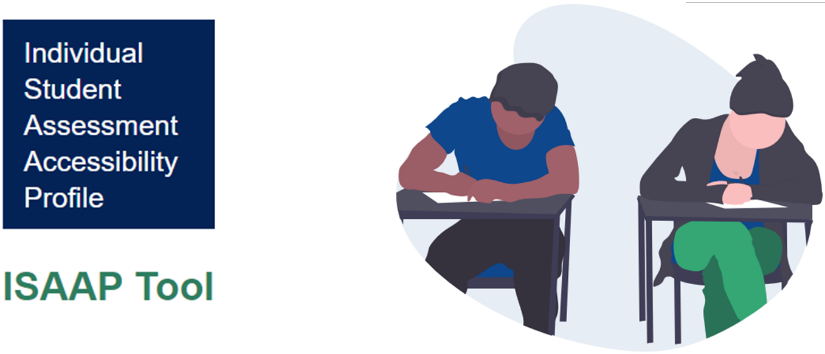 Individual
Student
Assessment
Accessibility
Profile
ISAAP Tool